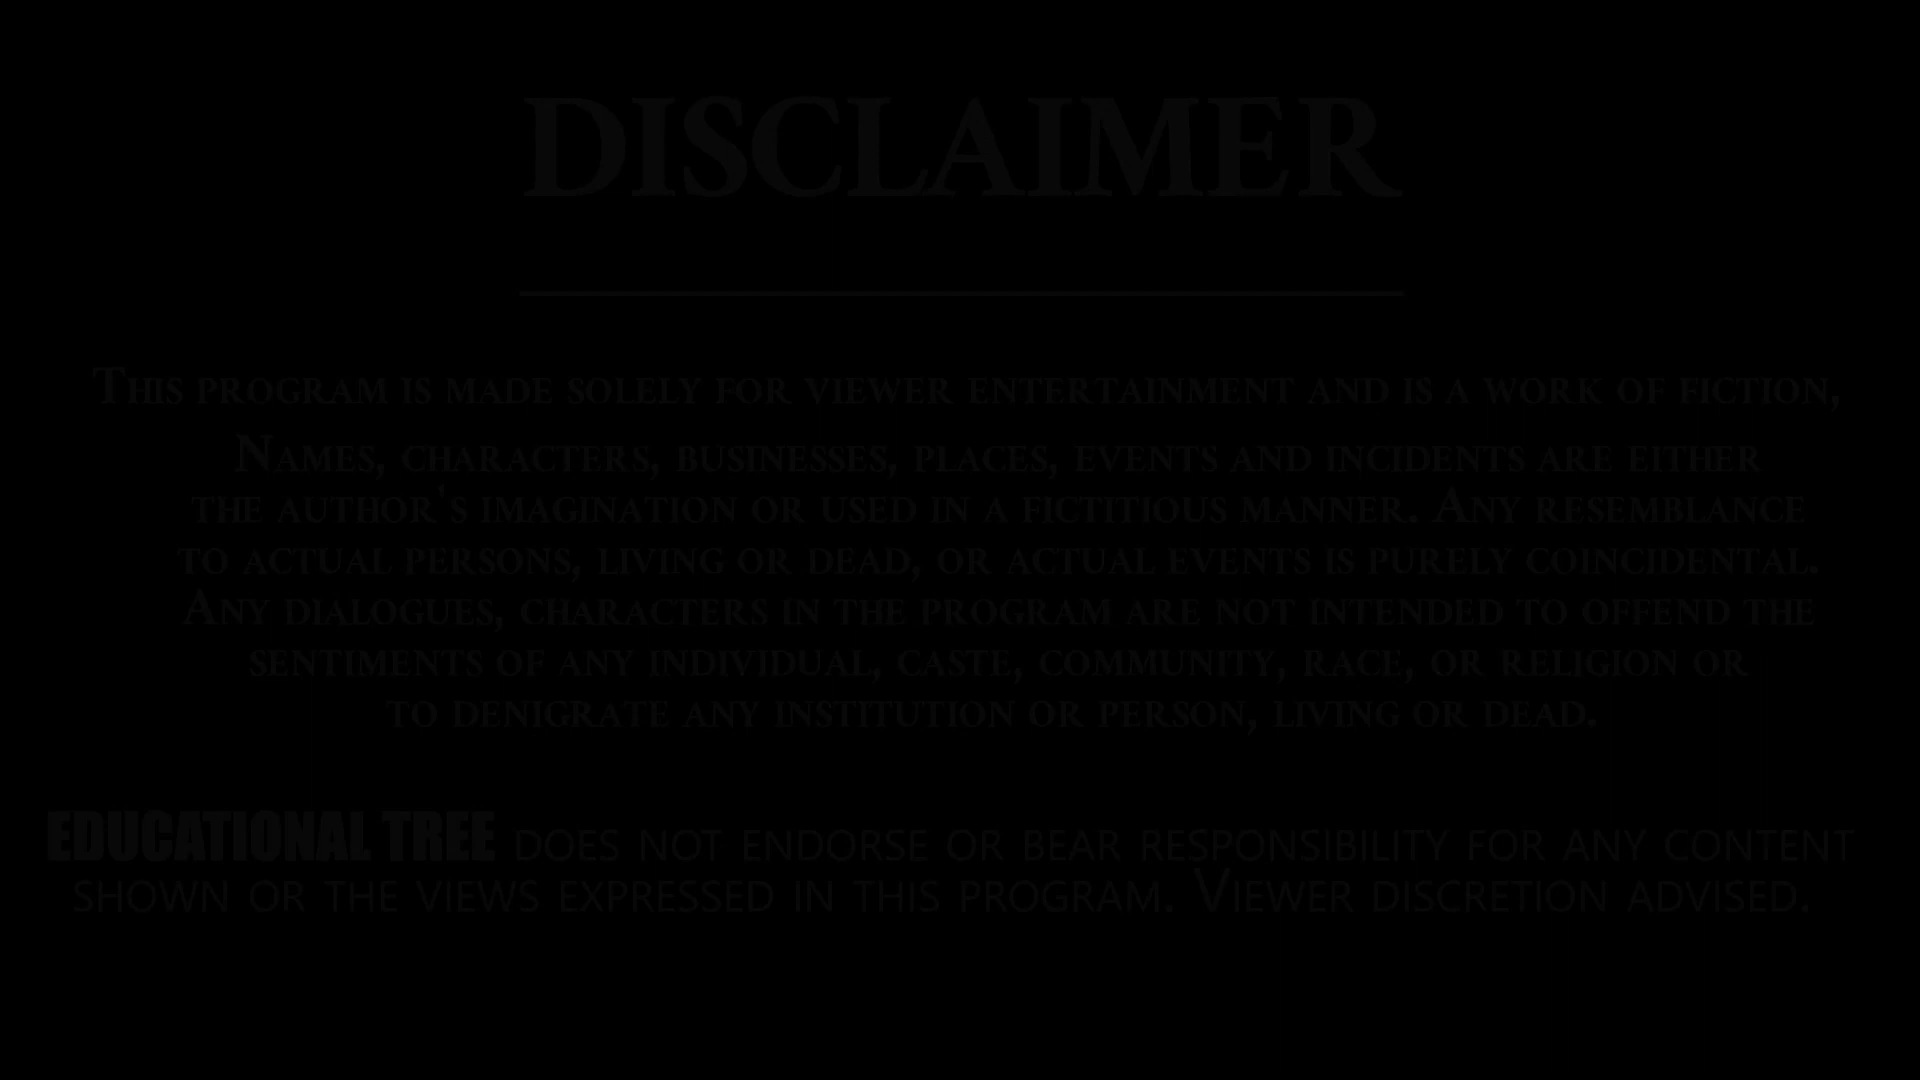 DISCLAIMER
This program is made solely for viewer entertainment and is a work of fiction,
Names, characters, businesses, places, events and incidents are either
the author's imagination or used in a fictitious manner. Any resemblance
to actual persons, living or dead, or actual events is purely coincidental.
Any dialogues, characters in the program are not intended to offend the
sentiments of any individual, caste, community, race, or religion or
to denigrate any institution or person, living or dead.
EDUCATIONAL TREE does not endorse or bear responsibility for any content
shown or the views expressed in this program. Viewer discretion advised.